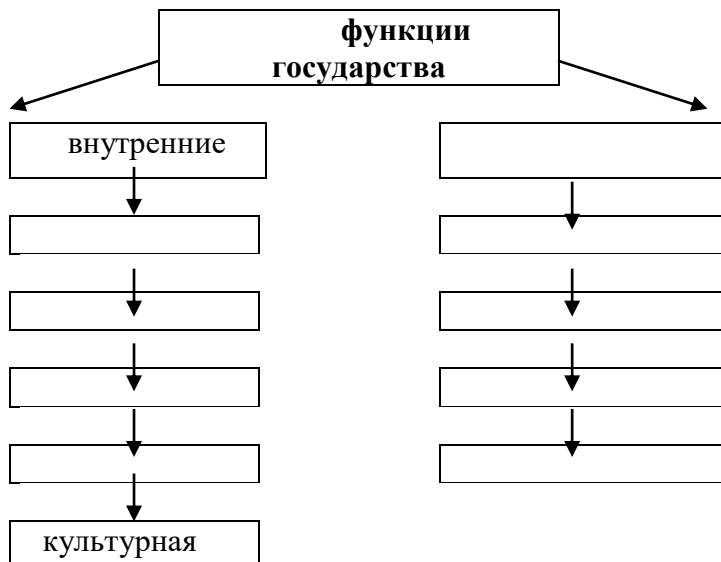 функции
государства
внутренние
культурная